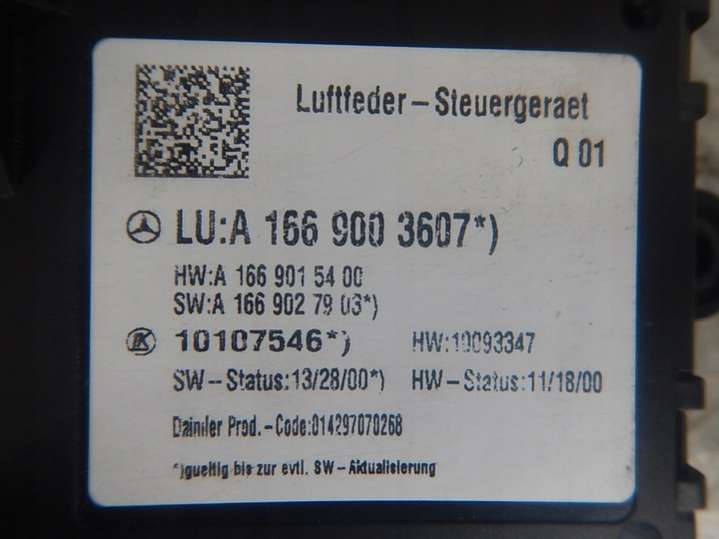 Luftfeder-Steuergeraet
Q 01
LU:A 166 900 3607*)
HW:A 166 901 54 00
SW:A 166 902 79 03*)
10107546*) HW:10093347
SW-Status:13/28/00*) HW-Status:11/18/00
Daimler Prod.-Code:014297070268
*)gueltig bis zur evtl. SW-Aktualisierung